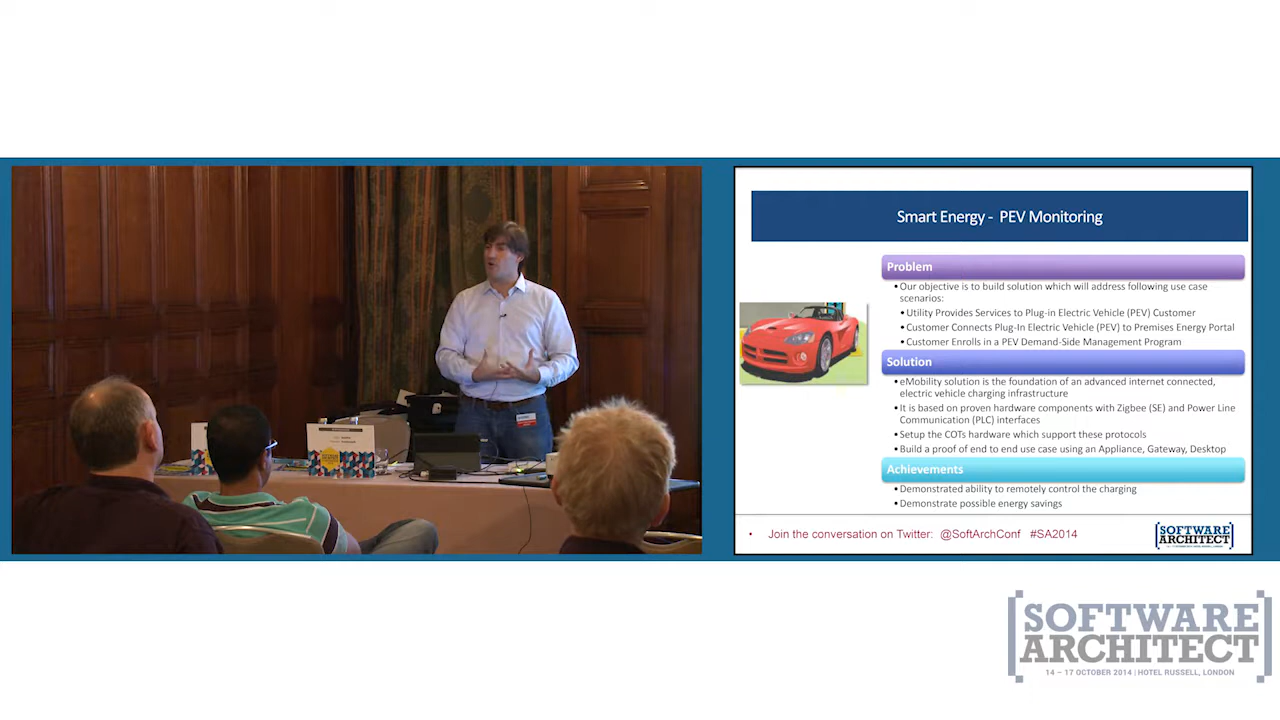 Smart Energy - PEV Monitoring
Problem
•Our objective is to build solution which will address following use case
scenarios:
•Utility Provides Services to Plug-in Electric Vehicle (PEV) Customer
•Customer Connects Plug-In Electric Vehicle (PEV) to Premises Energy Portal
•Customer Enrolls in a PEV Demand-Side Management Program
Solution
•eMobility solution is the foundation of an advanced internet connected,
electric vehicle charging infrastructure
•It is based on proven hardware components with Zigbee (SE) and Power Line
Communication (PLC) interfaces
•Setup the COTs hardware which support these protocols
•Build a proof of end to end use case using an Appliance, Gateway, Desktop
Achievements
•Demonstrated ability to remotely control the charging
•Demonstrate possible energy savings
• Join the conversation on Twitter: @SoftArchConf #SA2014
[SOFTWARE
ARCHITECT]
[SOFTWARE
ARCHITECT]
14 – 17 OCTOBER 2014 | HOTEL RUSSELL, LONDON